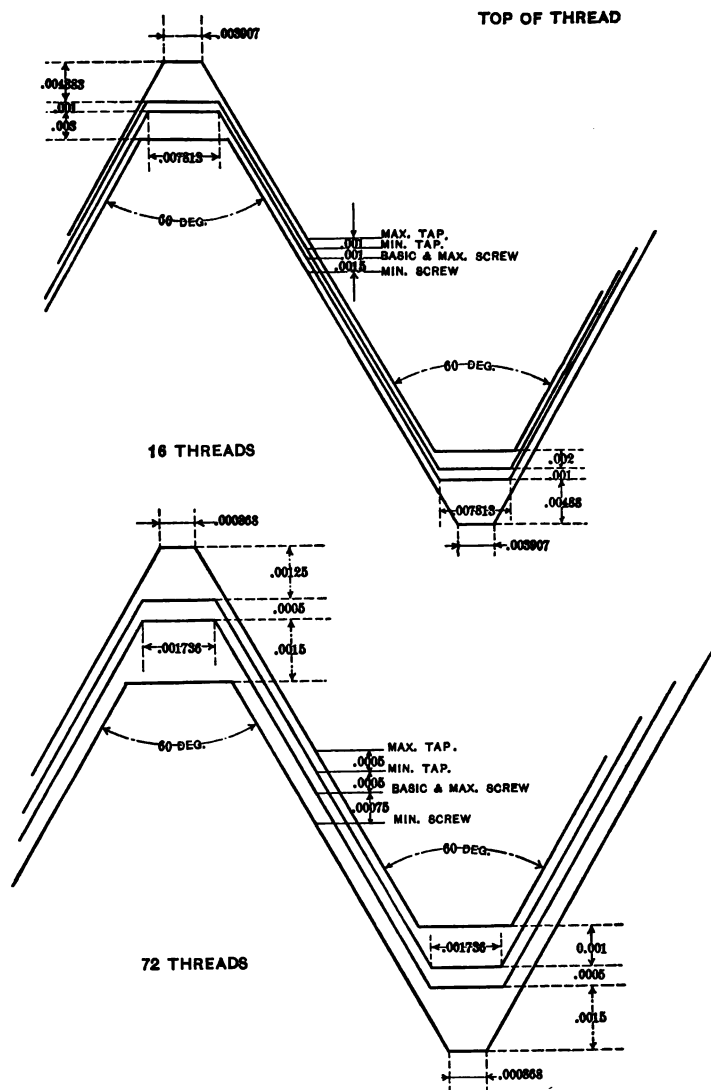 TOP OF THREAD
.003907
.004883
.001
.003
.007813
60 DEG.
MAX. TAP.
.001 MIN. TAP.
.001 BASIC & MAX. SCREW
.0015 MIN. SCREW
60 DEG.
16 THREADS
.002
.001
.007813
.00488
.003907
.000868
.00125
.0005
.0015
.001736
60 DEG.
MAX. TAP.
.0005
MIN. TAP.
.0005
BASIC & MAX. SCREW
.00075
MIN. SCREW
60 DEG.
.001736
0.001
72 THREADS
.0005
.0015
.000868